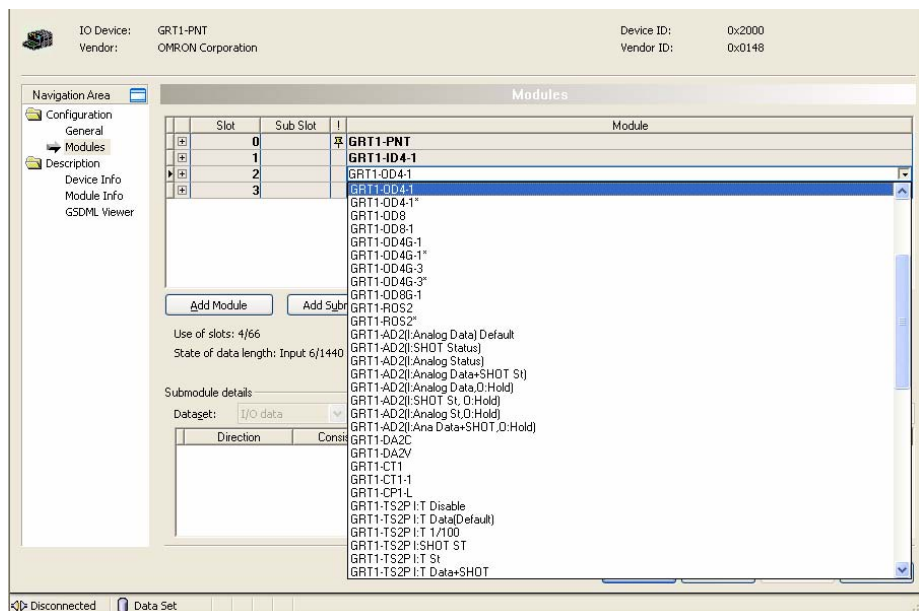 IO Device: GRT1-PNT Device ID: 0x2000
Vendor: OMRON Corporation Vendor ID: 0x0148
Navigation Area
Modules
Configuration
General
Modules
Description
Device Info
Module Info
GSDML Viewer
Slot Sub Slot ! Module
0 GRT1-PNT
1 GRT1-ID4-1
2 GRT1-OD4-1
3
GRT1-OD4-1
GRT1-OD4-1*
GRT1-OD8
GRT1-OD8-1
GRT1-OD4G-1
GRT1-OD4G-1*
GRT1-OD4G-3
GRT1-OD4G-3*
GRT1-OD8G-1
GRT1-ROS2
GRT1-ROS2*
GRT1-AD2(I:Analog Data) Default
GRT1-AD2(I:SHOT Status)
GRT1-AD2(I:Analog Status)
GRT1-AD2(I:Analog Data+SHOT St)
GRT1-AD2(I:Analog Data,O:Hold)
GRT1-AD2(I:SHOT St, O:Hold)
GRT1-AD2(I:Analog St,O:Hold)
GRT1-AD2(I:Ana Data+SHOT,O:Hold)
GRT1-DA2C
GRT1-DA2V
GRT1-CT1
GRT1-CT1-1
GRT1-CP1-L
GRT1-TS2P I:T Disable
GRT1-TS2P I:T Data(Default)
GRT1-TS2P I:T 1/100
GRT1-TS2P I:SHOT ST
GRT1-TS2P I:T St
GRT1-TS2P I:T Data+SHOT
Add Module Add Subr
Use of slots: 4/66
State of data length: Input 6/1440
Submodule details
Dataset: I/O data
Direction Consis
Disconnected Data Set